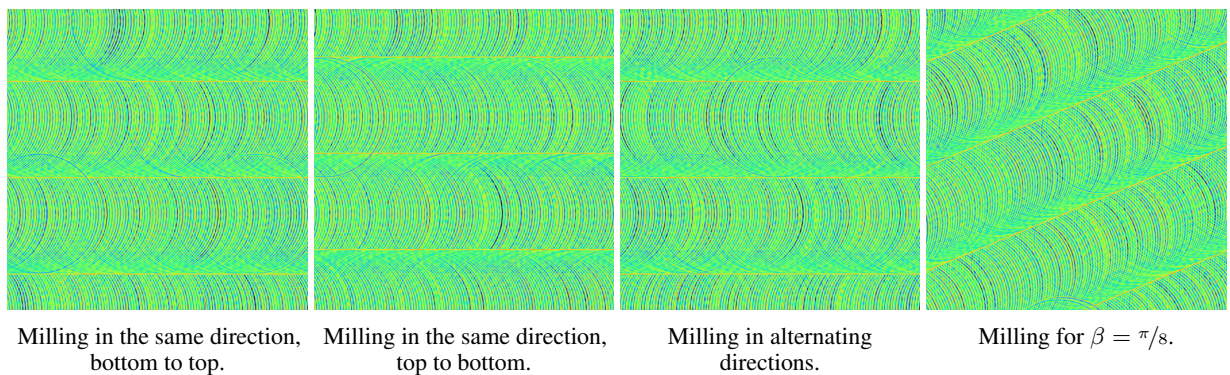 Milling in the same direction,
bottom to top.
Milling in the same direction,
top to bottom.
Milling in alternating
directions.
Milling for β = π/8.